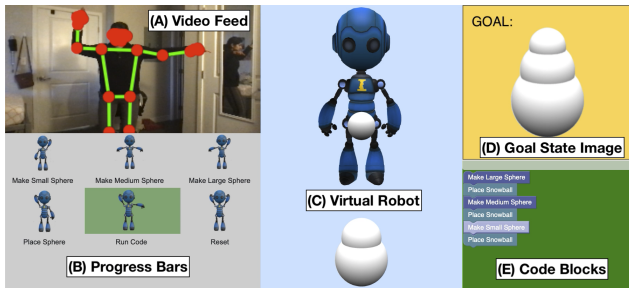 (A) Video Feed
Make Small Sphere
Make Medium Sphere
Make Large Sphere
Place Sphere
Run Code
Reset
(B) Progress Bars
I
(C) Virtual Robot
GOAL:
(D) Goal State Image
Make Large Sphere
Place Snowball
Make Medium Sphere
Place Snowball
Make Small Sphere
Place Snowball
(E) Code Blocks